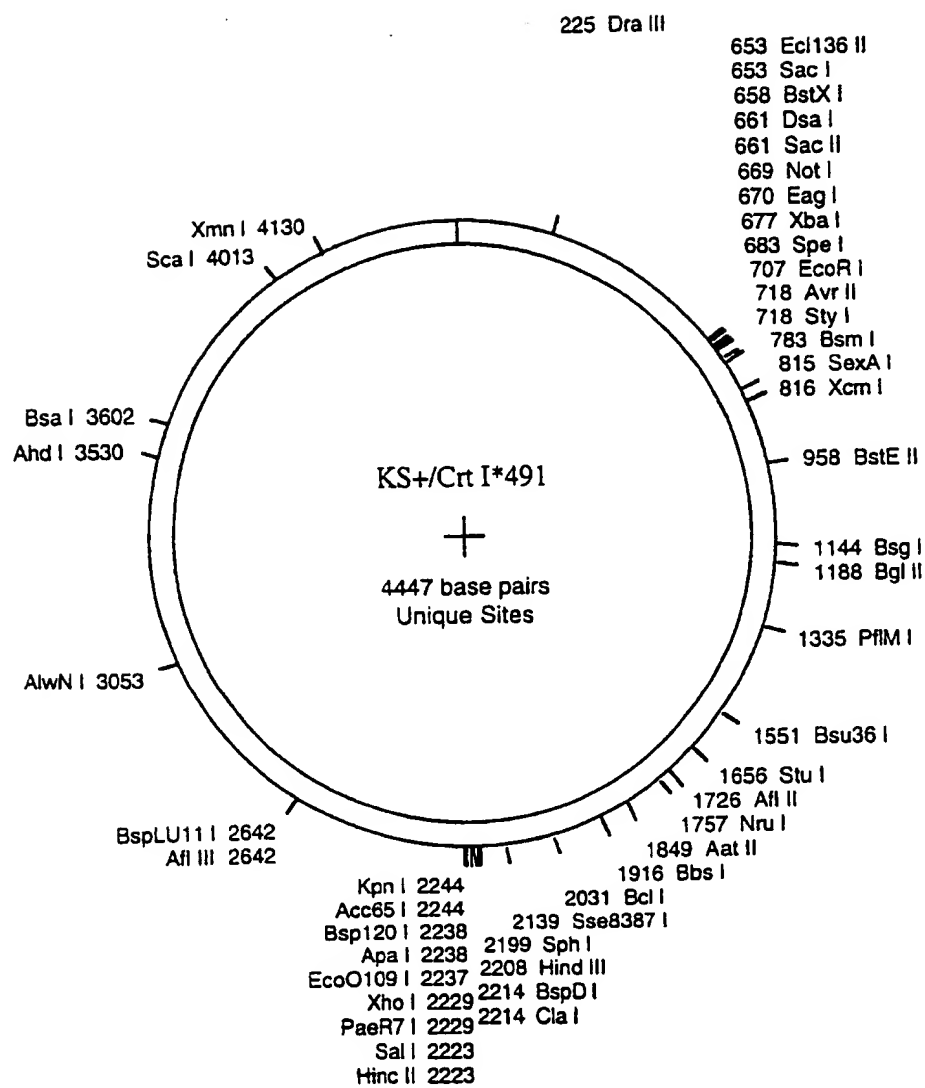 225 Dra III
653 Ecl136 II
653 Sac I
658 BstX I
661 Dsa I
661 Sac II
669 Not I
670 Eag I
677 Xba I
683 Spe I
707 EcoR I
718 Avr II
718 Sty I
783 Bsm I
815 SexA I
816 Xcm I
958 BstE II
1144 Bsg I
1188 Bgl II
1335 PflM I
1551 Bsu36 I
1656 Stu I
1726 Afl II
1757 Nru I
1849 Aat II
1916 Bbs I
2031 Bcl I
2139 Sse8387 I
2199 Sph I
2208 Hind III
2214 BspD I
2214 Cla I
Kpn I 2244
Acc65 I 2244
Bsp120 I 2238
Apa I 2238
EcoO109 I 2237
Xho I 2229
PaeR7 I 2229
Sal I 2223
Hinc II 2223
BspLU11 I 2642
Afl III 2642
AlwN I 3053
Ahd I 3530
Bsa I 3602
Sca I 4013
Xmn I 4130
KS+/Crt I*491
4447 base pairs
Unique Sites